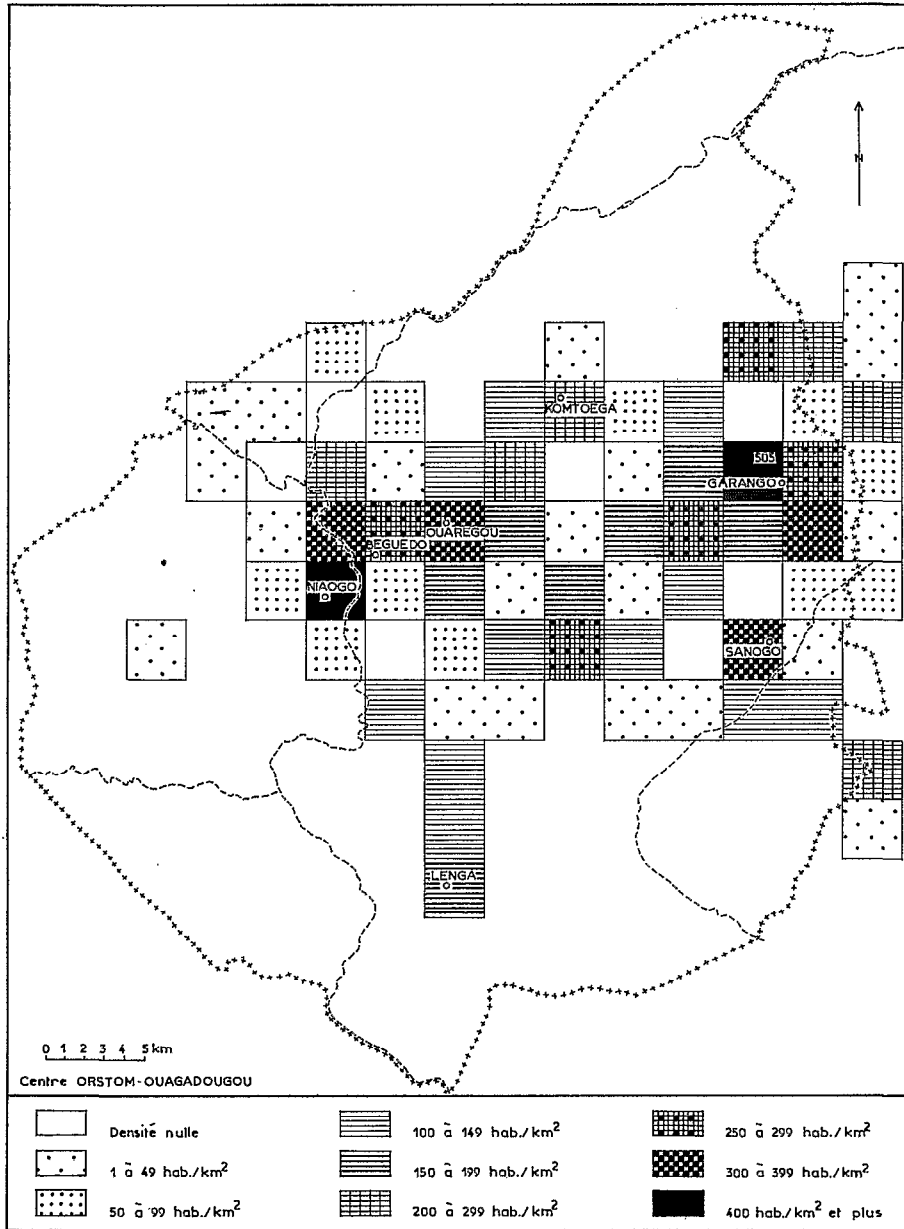 N
KOMTOEGA
505
GARANGO
OUAREGOU
BEGUEDO
NIAOGO
SANOGO
LENGA
0 1 2 3 4 5 km
Centre ORSTOM-OUAGADOUGOU
Densité nulle
1 à 49 hab./km²
50 à 99 hab./km²
100 à 149 hab./km²
150 à 199 hab./km²
200 à 299 hab./km²
250 à 299 hab./km²
300 à 399 hab./km²
400 hab./km² et plus